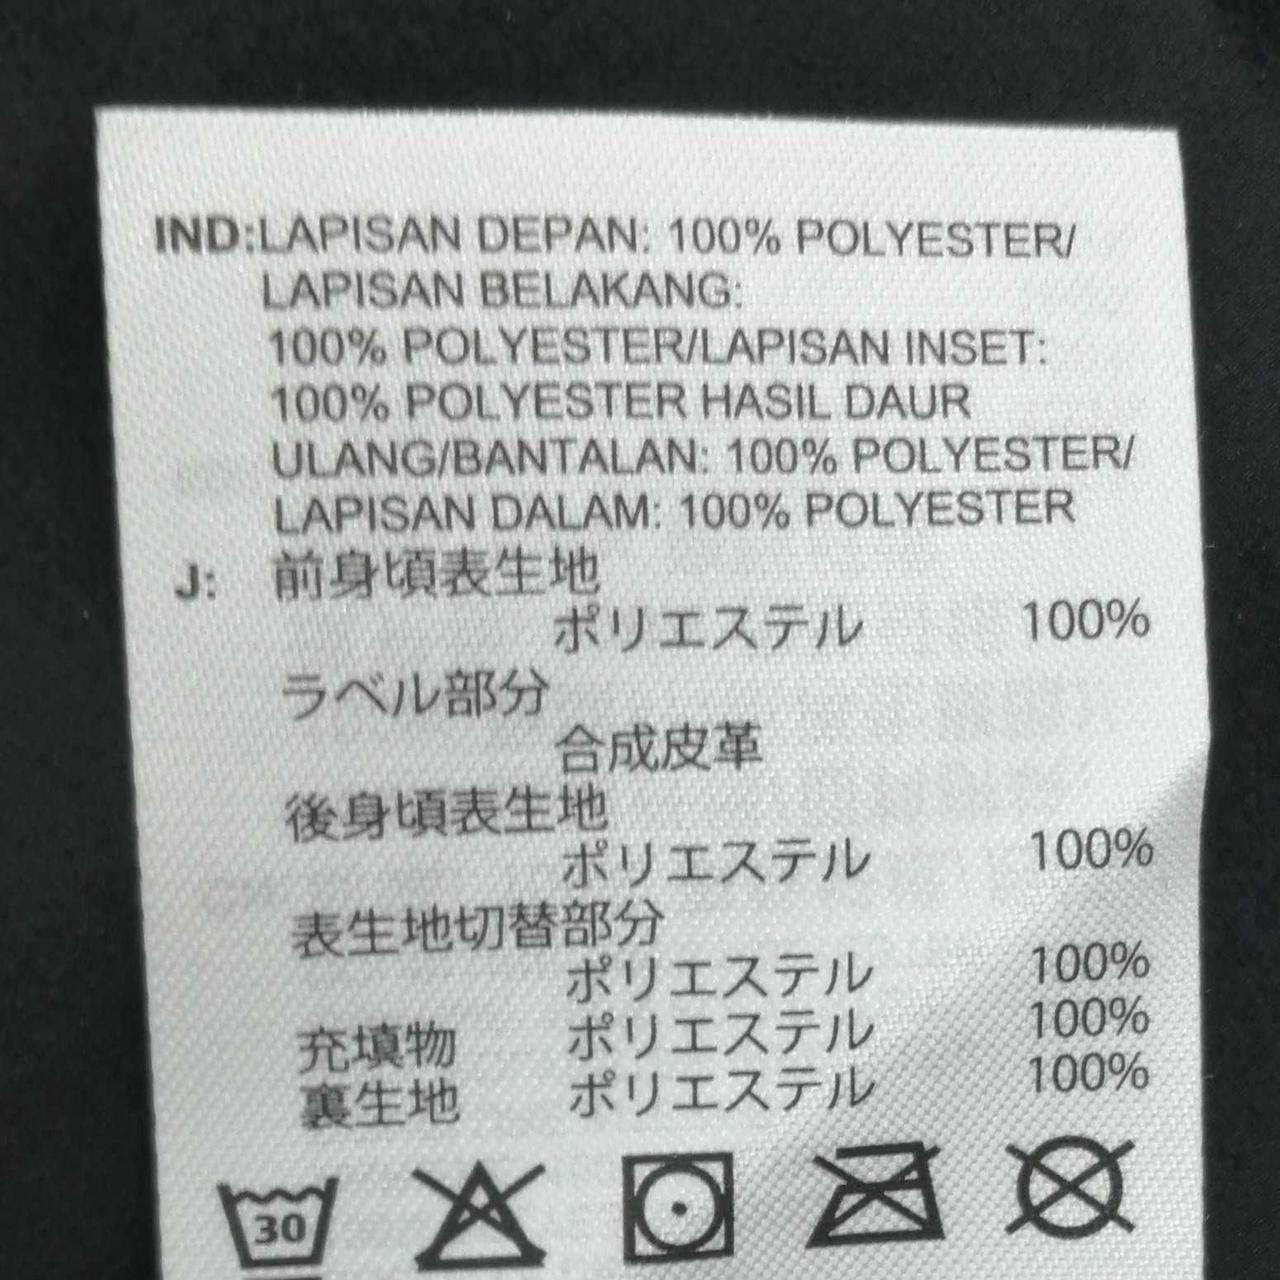 IND:LAPISAN DEPAN: 100% POLYESTER/
LAPISAN BELAKANG:
100% POLYESTER/LAPISAN INSET:
100% POLYESTER HASIL DAUR
ULANG/BANTALAN: 100% POLYESTER/
LAPISAN DALAM: 100% POLYESTER
J: 前身頃表生地
ポリエステル 100%
ラベル部分
合成皮革
後身頃表生地
ポリエステル 100%
表生地切替部分
ポリエステル 100%
充填物 ポリエステル 100%
裏生地 ポリエステル 100%
30